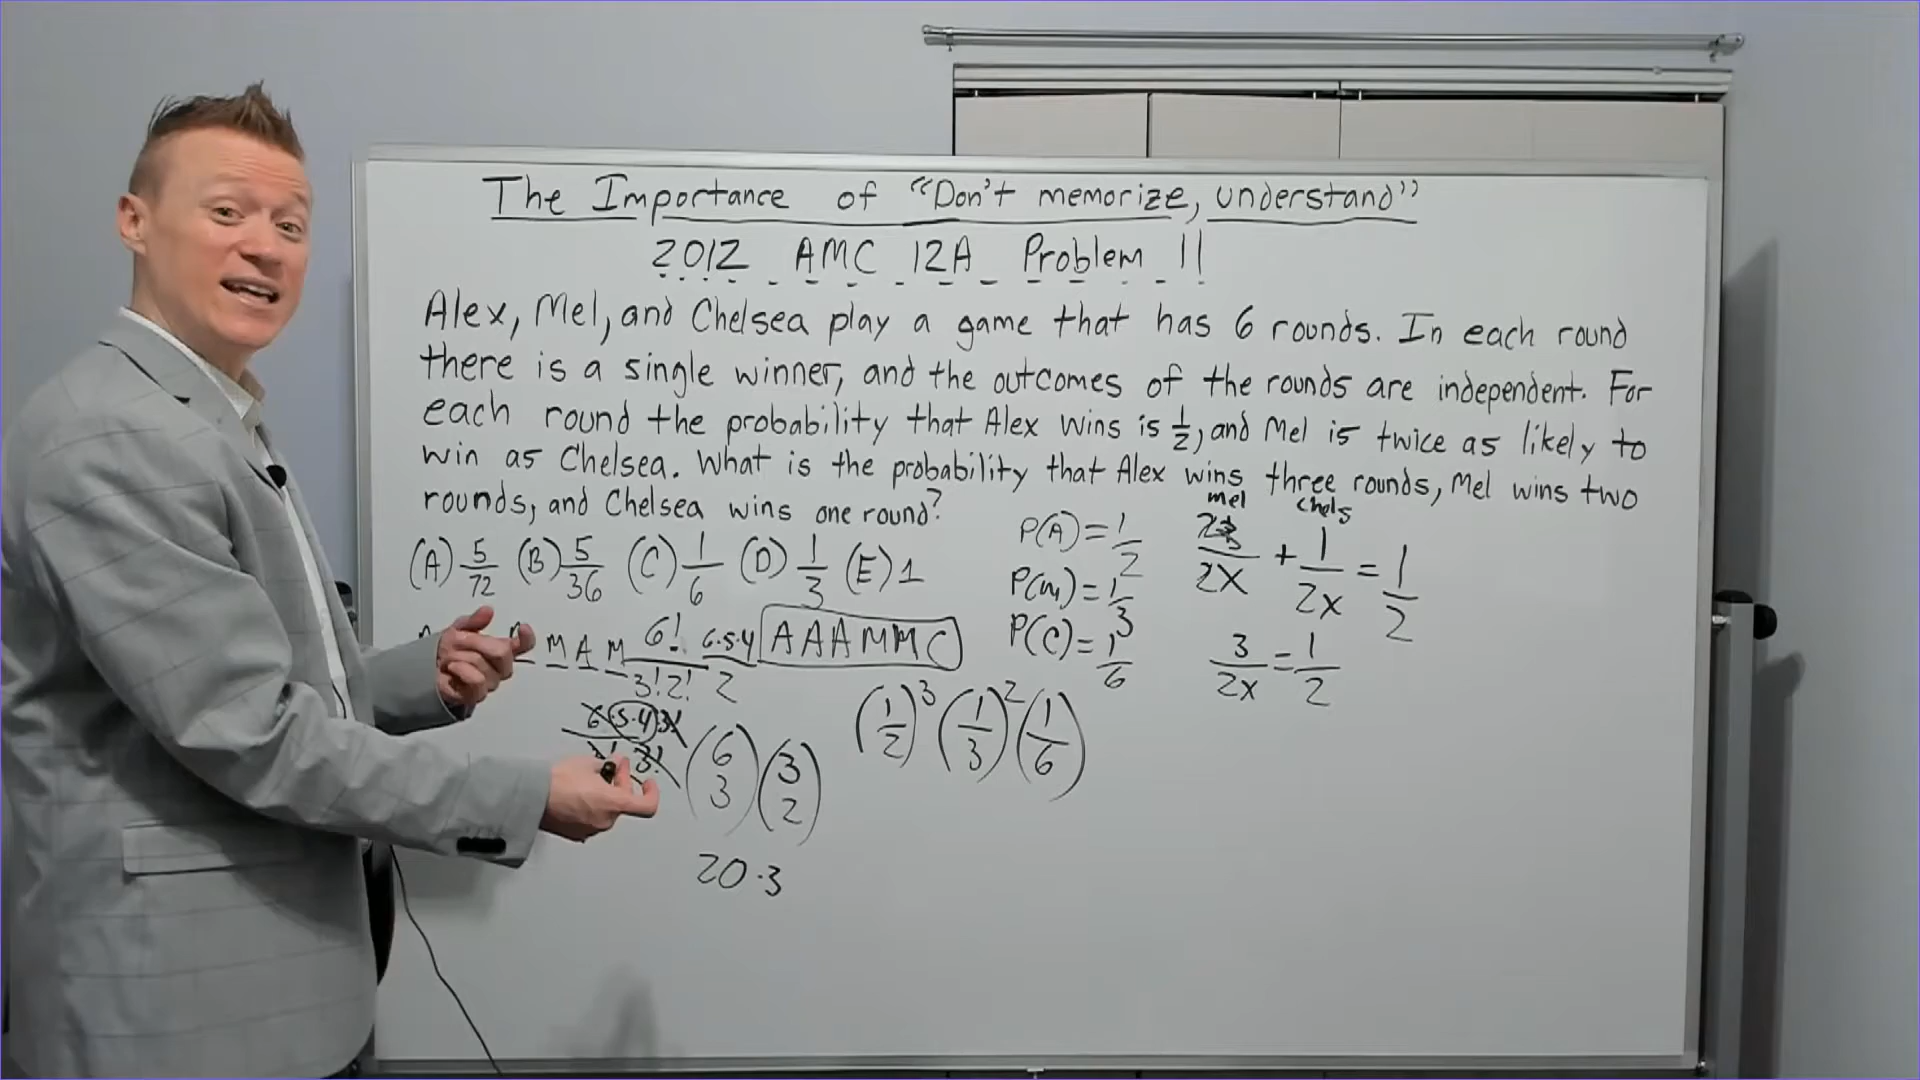 The Importance of "Don't memorize, understand"
2012 AMC 12A Problem 11
Alex, Mel, and Chelsea play a game that has 6 rounds. In each round
there is a single winner, and the outcomes of the rounds are independent. For
each round the probability that Alex wins is 1/2, and Mel is twice as likely to
win as Chelsea. What is the probability that Alex wins three rounds, Mel wins two
rounds, and Chelsea wins one round?
(A) 5/72 (B) 5/36 (C) 1/6 (D) 1/3 (E) 1
P(A)=1/2
P(M)=1/3
P(C)=1/6
mel chels
2/2x + 1/2x = 1/2
3/2x = 1/2
M A M 6!/3!2! 6·5·4/2 AAAMMC
6·5·4·3!/3!·3! (6 3)(3 2) (1/2)^3 (1/3)^2 (1/6)
20·3